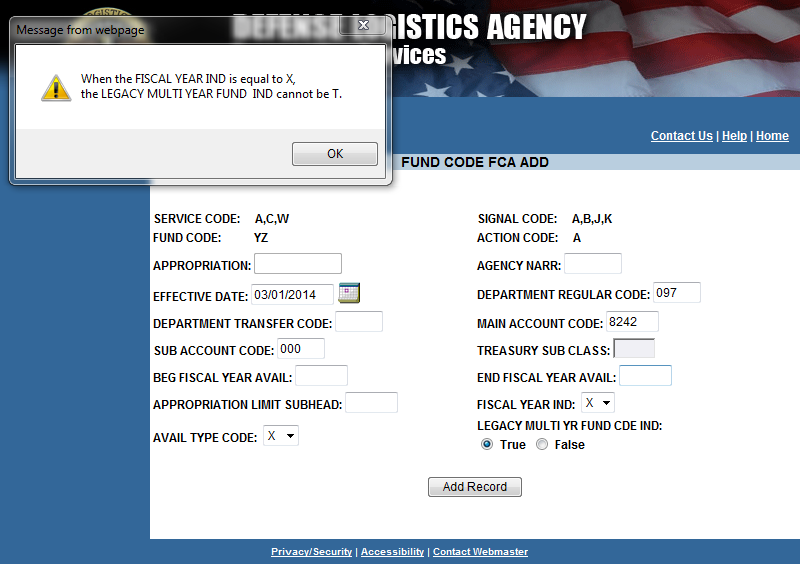 DEFENSE LOGISTICS AGENCY
Message from webpage
When the FISCAL YEAR IND is equal to X,
the LEGACY MULTI YEAR FUND  IND cannot be T.
OK
Contact Us | Help | Home
FUND CODE FCA ADD
SERVICE CODE: A,C,W
SIGNAL CODE: A,B,J,K
FUND CODE: YZ
ACTION CODE: A
APPROPRIATION:
AGENCY NARR:
EFFECTIVE DATE: 03/01/2014
DEPARTMENT REGULAR CODE: 097
DEPARTMENT TRANSFER CODE:
MAIN ACCOUNT CODE: 8242
SUB ACCOUNT CODE: 000
TREASURY SUB CLASS:
BEG FISCAL YEAR AVAIL:
END FISCAL YEAR AVAIL:
APPROPRIATION LIMIT SUBHEAD:
FISCAL YEAR IND: X
LEGACY MULTI YR FUND CDE IND:
AVAIL TYPE CODE: X
True False
Add Record
Privacy/Security | Accessibility | Contact Webmaster